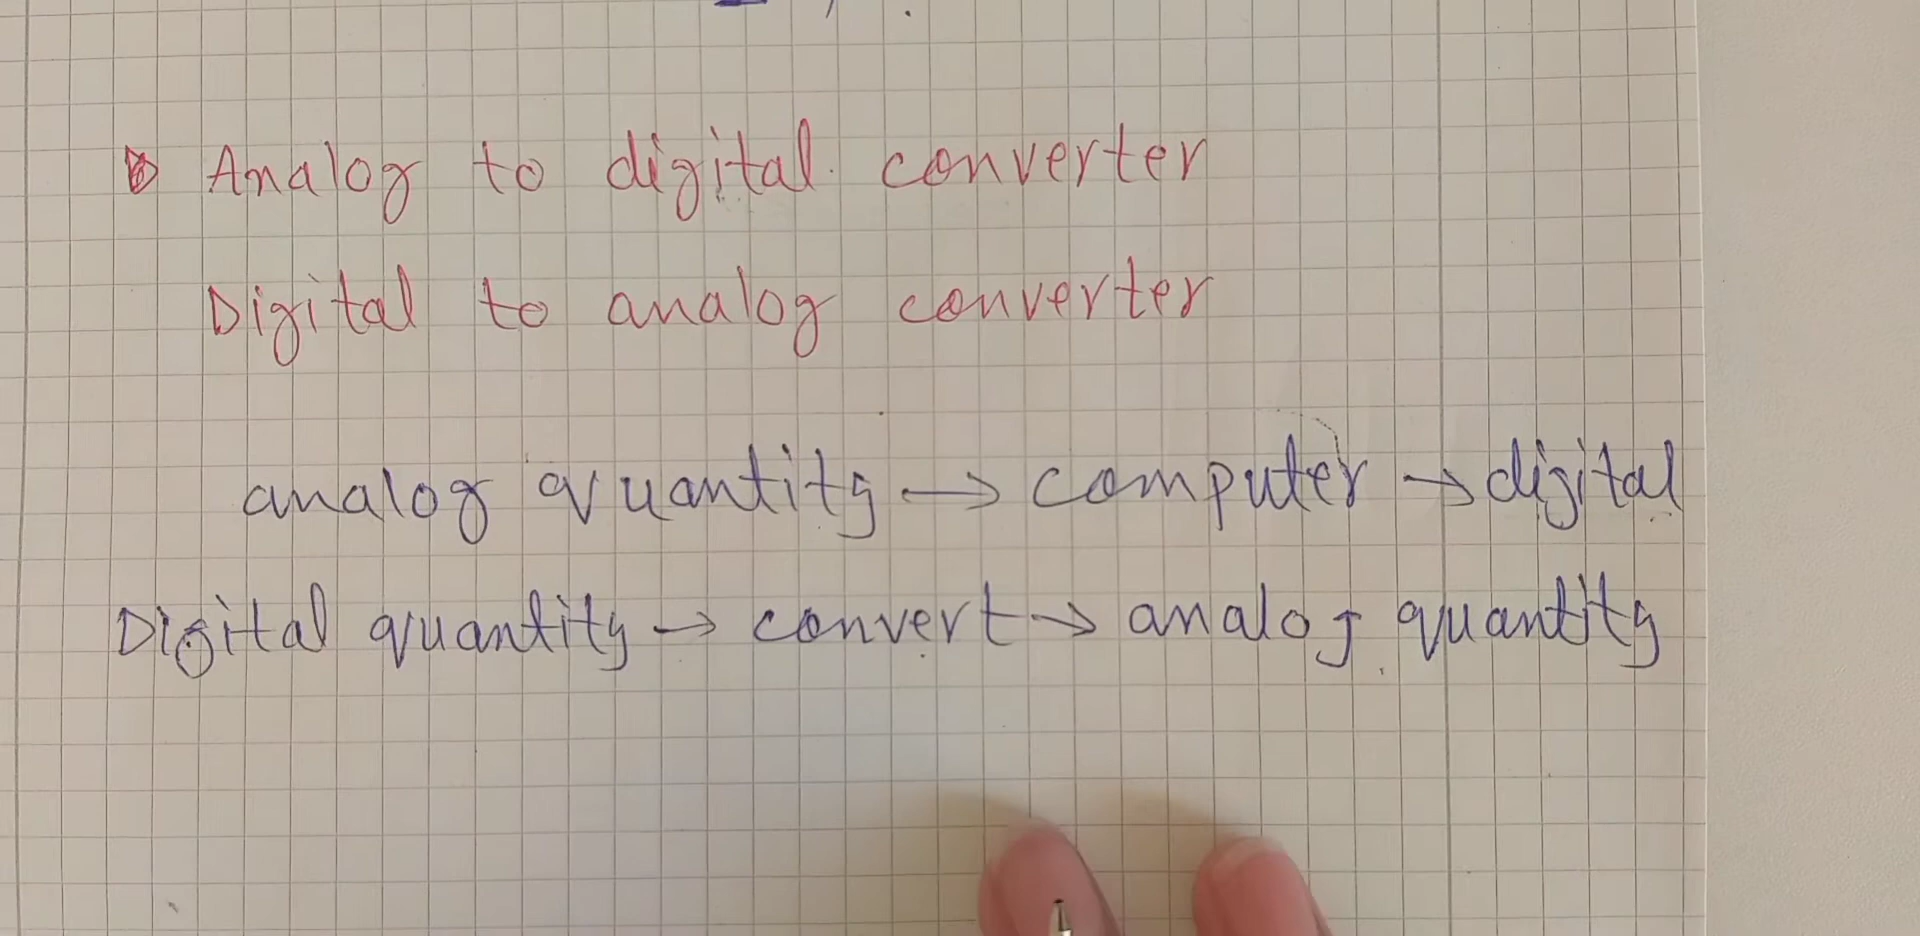 Analog to digital converter
Digital to analog converter
analog quantity → computer → digital
Digital quantity → convert → analog quantity